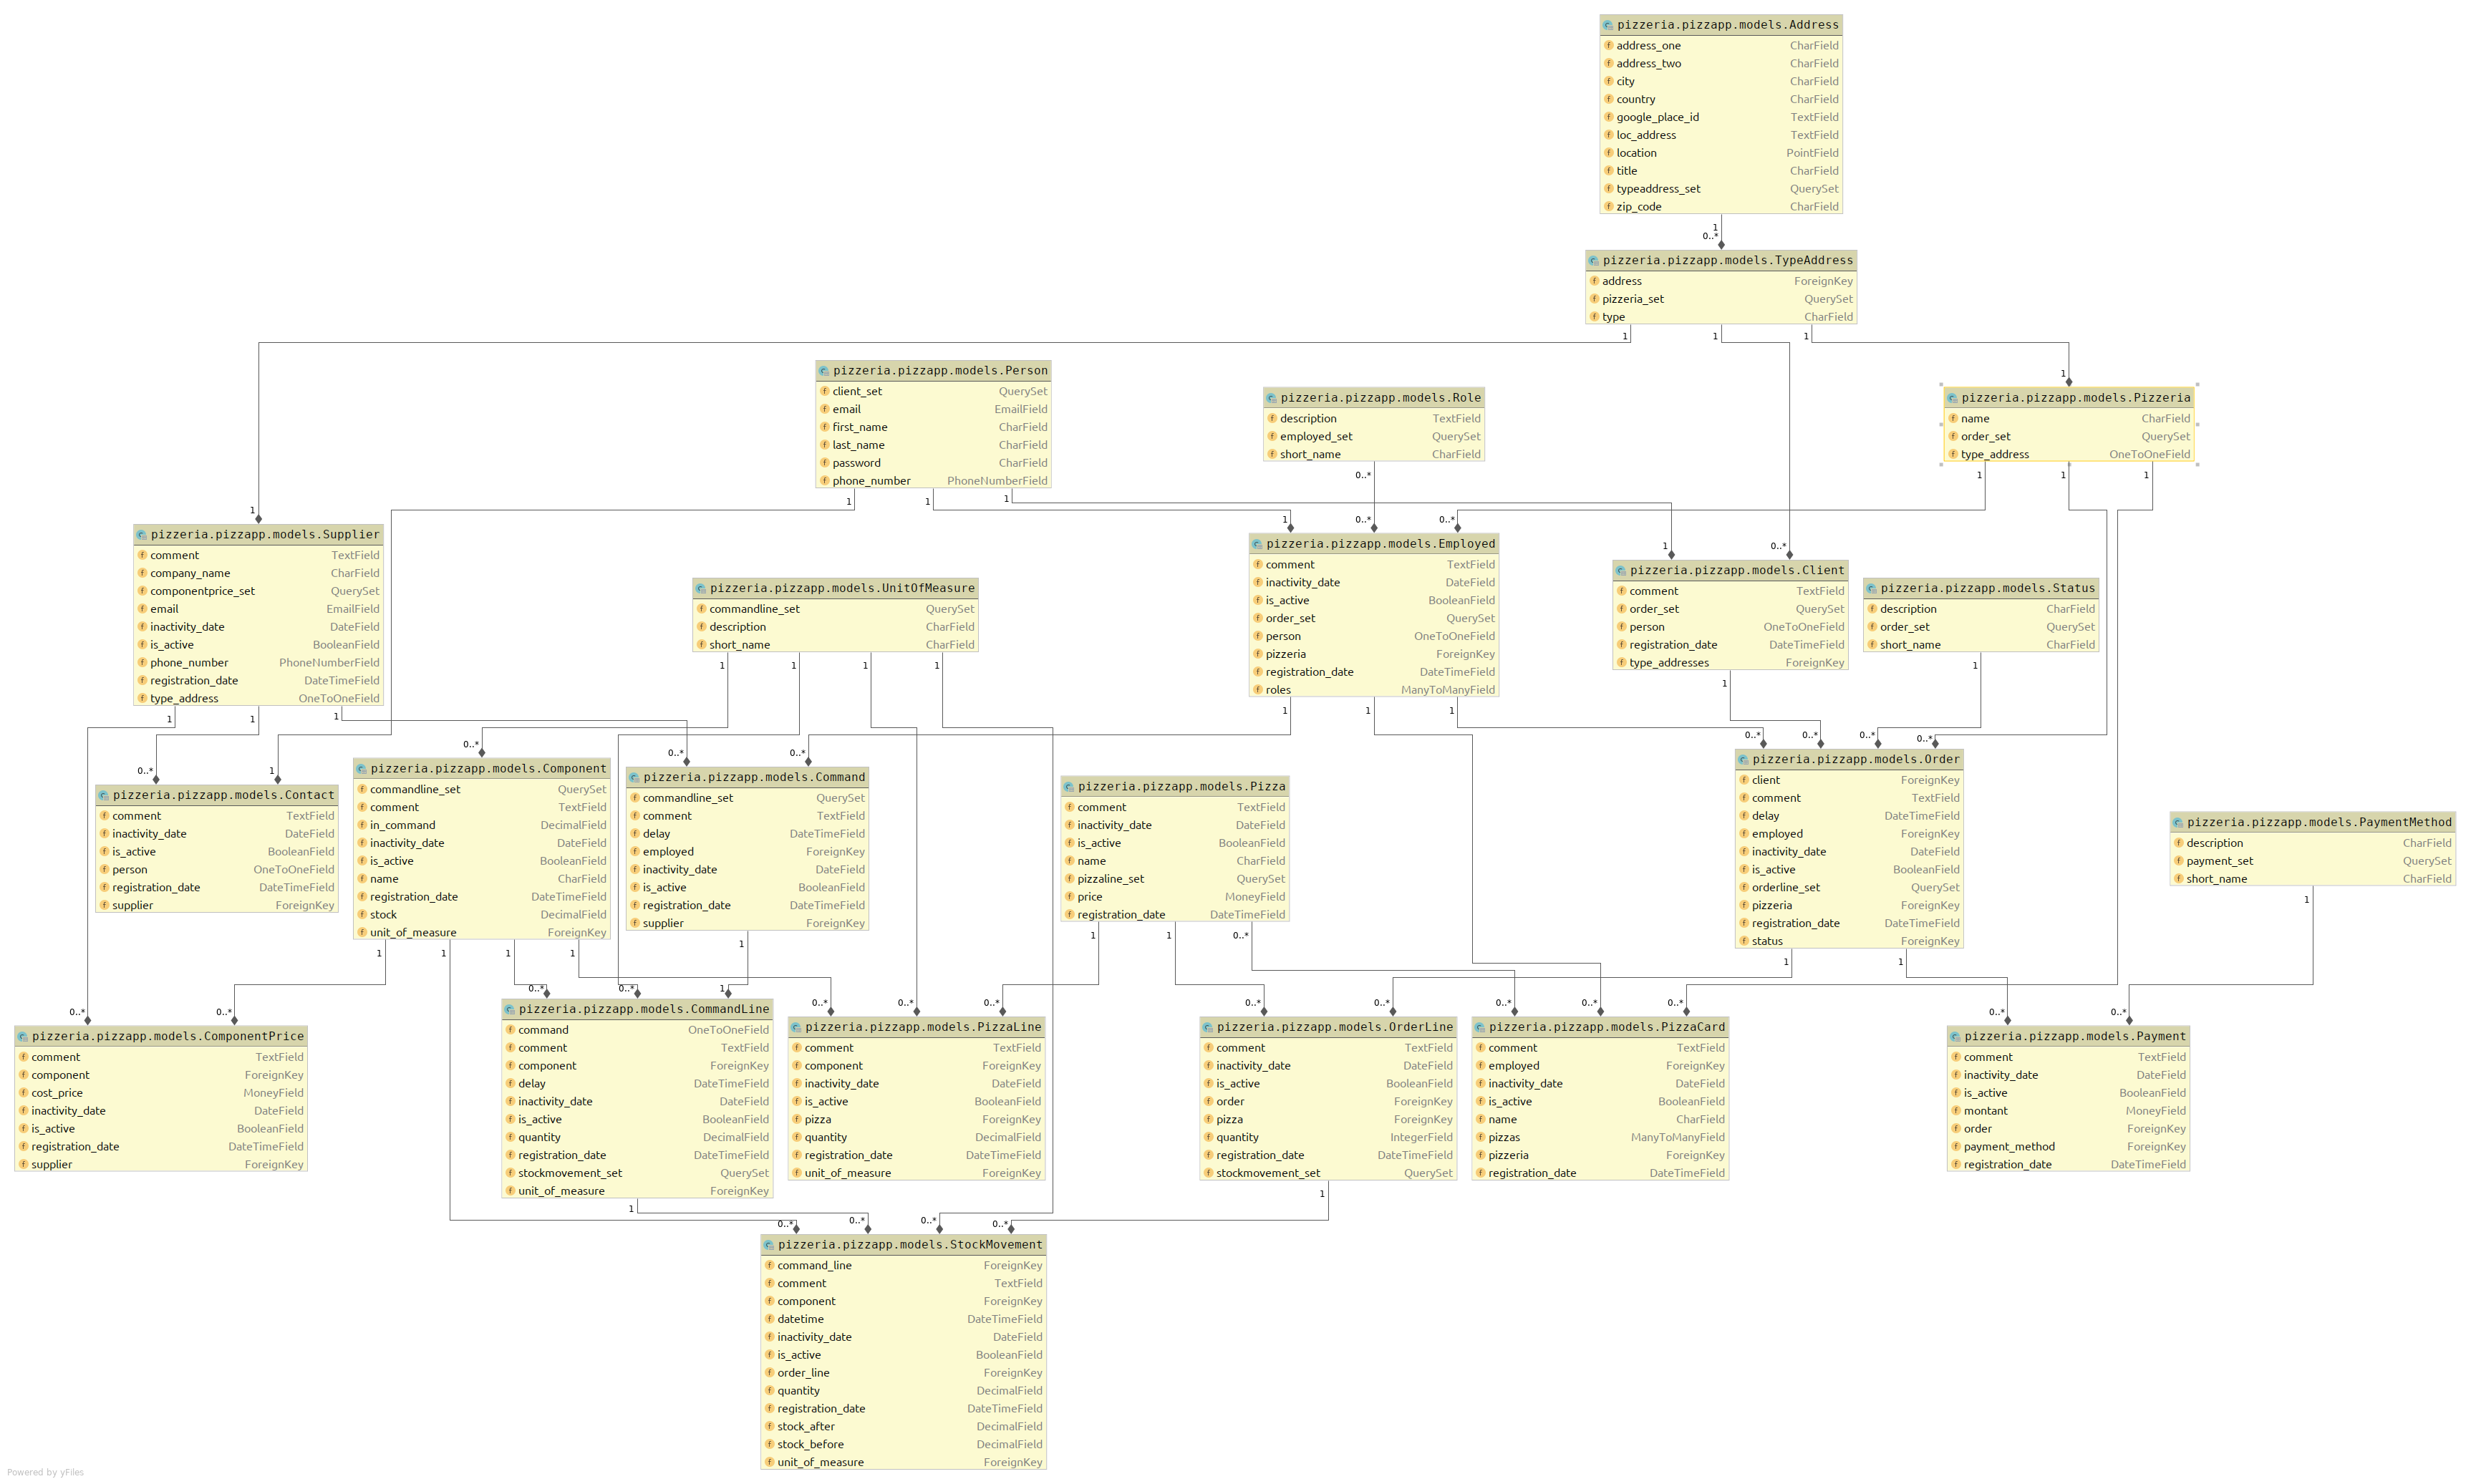 pizzeria.pizzapp.models.Address
address_one CharField
address_two CharField
city CharField
country CharField
google_place_id TextField
loc_address TextField
location PointField
title CharField
typeaddress_set QuerySet
zip_code CharField
1
0..*
pizzeria.pizzapp.models.TypeAddress
address ForeignKey
pizzeria_set QuerySet
type CharField
1 1 1
pizzeria.pizzapp.models.Person
client_set QuerySet
email EmailField
first_name CharField
last_name CharField
password CharField
phone_number PhoneNumberField
1 1 1
pizzeria.pizzapp.models.Role
description TextField
employed_set QuerySet
short_name CharField
0..*
1
pizzeria.pizzapp.models.Pizzeria
name CharField
order_set QuerySet
type_address OneToOneField
1 1 1
1
pizzeria.pizzapp.models.Supplier
comment TextField
company_name CharField
componentprice_set QuerySet
email EmailField
inactivity_date DateField
is_active BooleanField
phone_number PhoneNumberField
registration_date DateTimeField
type_address OneToOneField
1 1 1
pizzeria.pizzapp.models.UnitOfMeasure
commandline_set QuerySet
description CharField
short_name CharField
1 1 1 1
1 0..* 0..*
pizzeria.pizzapp.models.Employed
comment TextField
inactivity_date DateField
is_active BooleanField
order_set QuerySet
person OneToOneField
pizzeria ForeignKey
registration_date DateTimeField
roles ManyToManyField
1 1 1
1 0..*
pizzeria.pizzapp.models.Client
comment TextField
order_set QuerySet
person OneToOneField
registration_date DateTimeField
type_addresses ForeignKey
1
pizzeria.pizzapp.models.Status
description CharField
order_set QuerySet
short_name CharField
1
0..* 1
pizzeria.pizzapp.models.Contact
comment TextField
inactivity_date DateField
is_active BooleanField
person OneToOneField
registration_date DateTimeField
supplier ForeignKey
0..*
pizzeria.pizzapp.models.Component
commandline_set QuerySet
comment TextField
in_command DecimalField
inactivity_date DateField
is_active BooleanField
name CharField
registration_date DateTimeField
stock DecimalField
unit_of_measure ForeignKey
1 1 1 1
0..* 0..*
pizzeria.pizzapp.models.Command
commandline_set QuerySet
comment TextField
delay DateTimeField
employed ForeignKey
inactivity_date DateField
is_active BooleanField
registration_date DateTimeField
supplier ForeignKey
1
pizzeria.pizzapp.models.Pizza
comment TextField
inactivity_date DateField
is_active BooleanField
name CharField
pizzaline_set QuerySet
price MoneyField
registration_date DateTimeField
1 1 0..*
0..* 0..* 0..* 0..*
pizzeria.pizzapp.models.Order
client ForeignKey
comment TextField
delay DateTimeField
employed ForeignKey
inactivity_date DateField
is_active BooleanField
orderline_set QuerySet
pizzeria ForeignKey
registration_date DateTimeField
status ForeignKey
1 1
pizzeria.pizzapp.models.PaymentMethod
description CharField
payment_set QuerySet
short_name CharField
1
0..* 0..*
pizzeria.pizzapp.models.ComponentPrice
comment TextField
component ForeignKey
cost_price MoneyField
inactivity_date DateField
is_active BooleanField
registration_date DateTimeField
supplier ForeignKey
0..* 0..* 1
pizzeria.pizzapp.models.CommandLine
command OneToOneField
comment TextField
component ForeignKey
delay DateTimeField
inactivity_date DateField
is_active BooleanField
quantity DecimalField
registration_date DateTimeField
stockmovement_set QuerySet
unit_of_measure ForeignKey
1
0..* 0..* 0..*
pizzeria.pizzapp.models.PizzaLine
comment TextField
component ForeignKey
inactivity_date DateField
is_active BooleanField
pizza ForeignKey
quantity DecimalField
registration_date DateTimeField
unit_of_measure ForeignKey
0..* 0..*
pizzeria.pizzapp.models.OrderLine
comment TextField
inactivity_date DateField
is_active BooleanField
order ForeignKey
pizza ForeignKey
quantity IntegerField
registration_date DateTimeField
stockmovement_set QuerySet
1
0..* 0..* 0..*
pizzeria.pizzapp.models.PizzaCard
comment TextField
employed ForeignKey
inactivity_date DateField
is_active BooleanField
name CharField
pizzas ManyToManyField
pizzeria ForeignKey
registration_date DateTimeField
0..* 0..*
pizzeria.pizzapp.models.Payment
comment TextField
inactivity_date DateField
is_active BooleanField
montant MoneyField
order ForeignKey
payment_method ForeignKey
registration_date DateTimeField
0..* 0..* 0..* 0..*
pizzeria.pizzapp.models.StockMovement
command_line ForeignKey
comment TextField
component ForeignKey
datetime DateTimeField
inactivity_date DateField
is_active BooleanField
order_line ForeignKey
quantity DecimalField
registration_date DateTimeField
stock_after DecimalField
stock_before DecimalField
unit_of_measure ForeignKey
Powered by yFiles